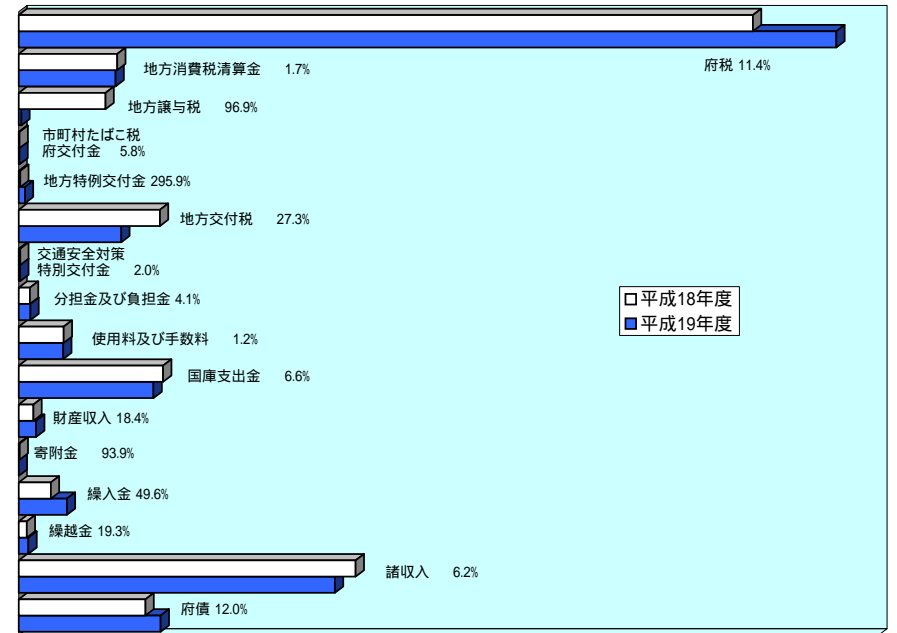 府税 11.4%
地方消費税清算金 1.7%
地方譲与税 96.9%
市町村たばこ税
府交付金 5.8%
地方特例交付金 295.9%
地方交付税 27.3%
交通安全対策
特別交付金 2.0%
分担金及び負担金 4.1%
使用料及び手数料 1.2%
国庫支出金 6.6%
財産収入 18.4%
寄附金 93.9%
繰入金 49.6%
繰越金 19.3%
諸収入 6.2%
府債 12.0%
平成18年度
平成19年度